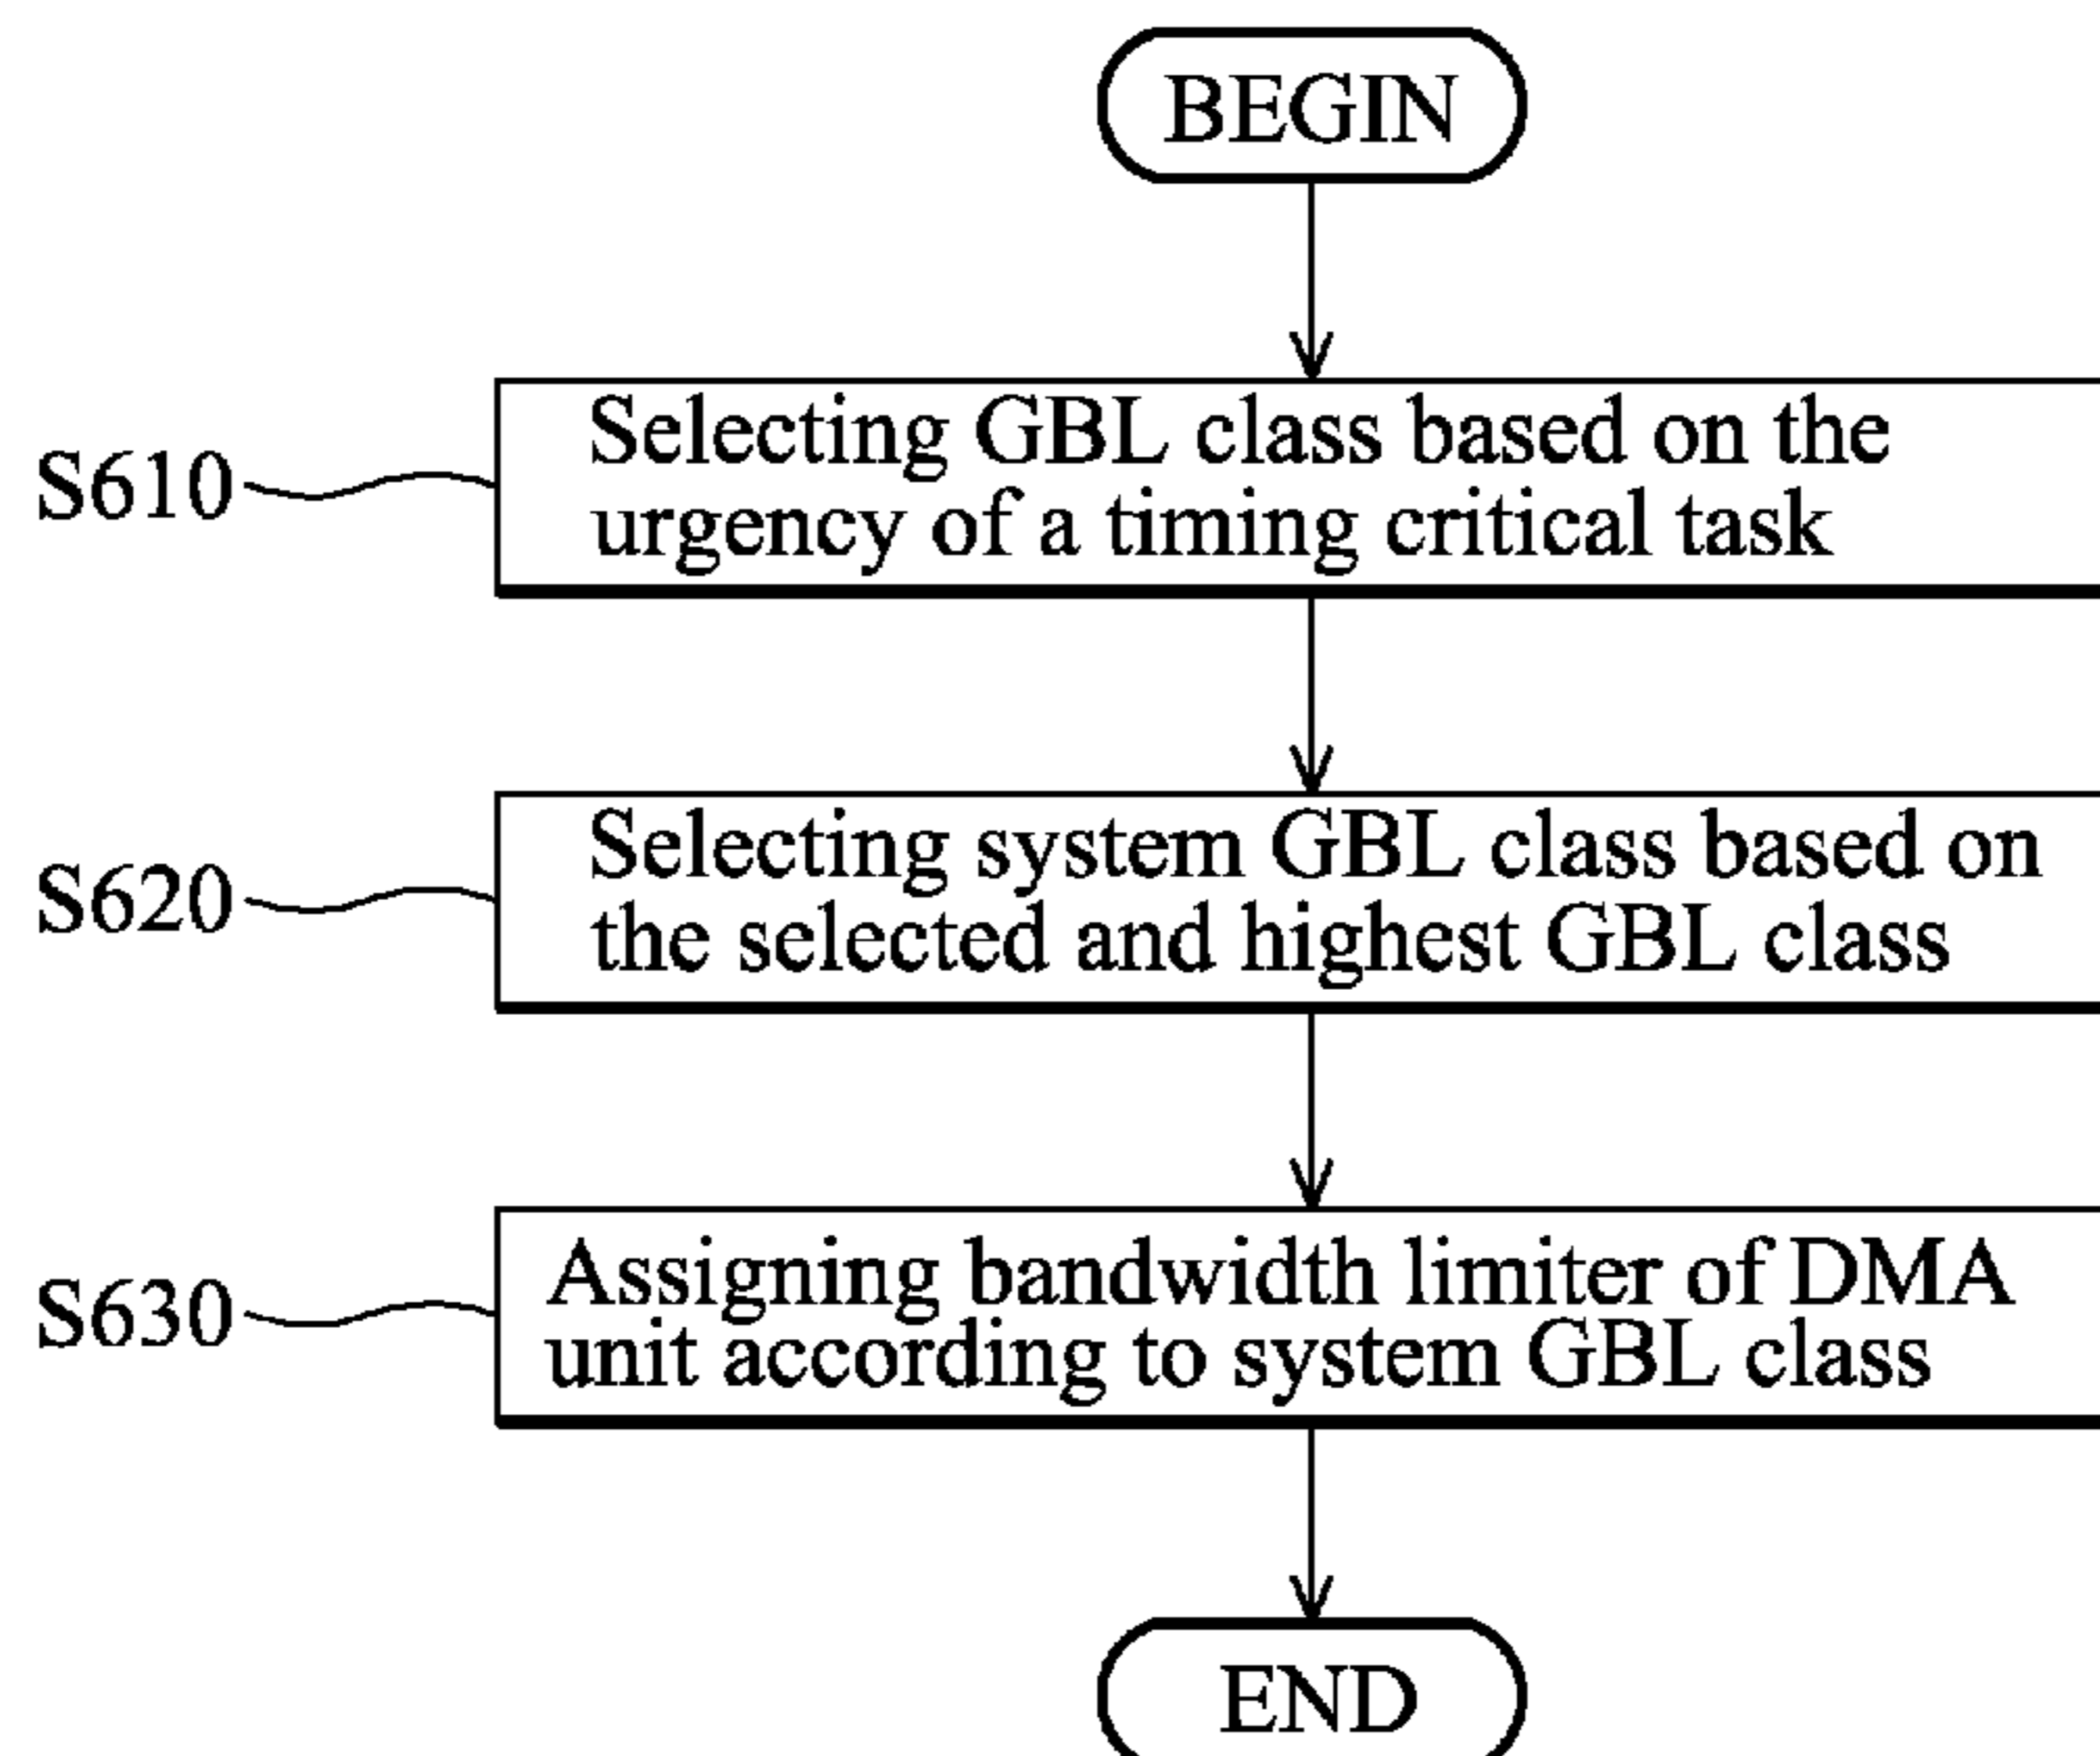 BEGIN
S610
Selecting GBL class based on the
urgency of a timing critical task
S620
Selecting system GBL class based on
the selected and highest GBL class
S630
Assigning bandwidth limiter of DMA
unit according to system GBL class
END